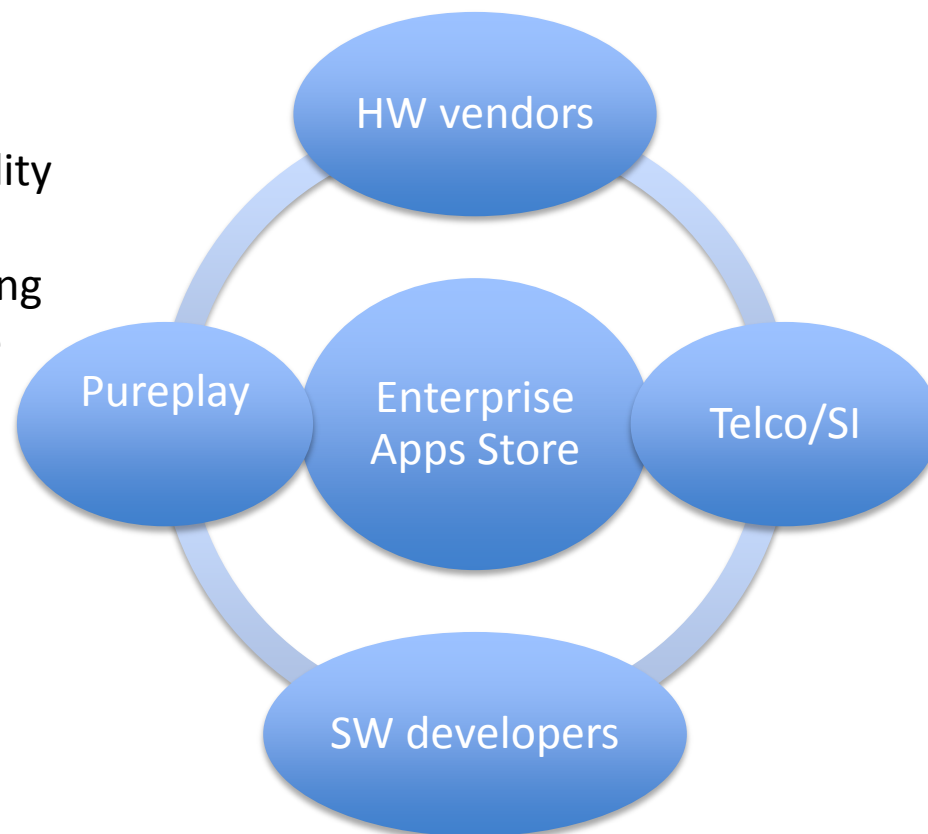 HW vendors
Pureplay
Enterprise
Apps Store
Telco/SI
SW developers